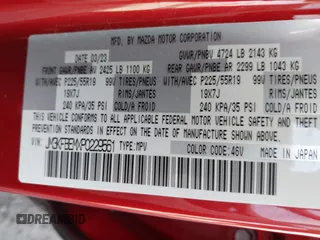 MFD. BY MAZDA MOTOR CORPORATION
DATE 03/23 GVWR/PNBV 4724 LB 2143 KG
FRONT GAWR/PNBE AV 2425 LB 1100 KG REAR GAWR/PNBE AR 2299 LB 1043 KG
WITH/AVEC P225/55R19 TIRES/PNEUS WITH/AVEC P225/55R19 TIRES/PNEUS
19X7J RIMS/JANTES 19X7J RIMS/JANTES
240 KPA/35 PSI COLD/A FROID 240 KPA/35 PSI COLD/A FROID
THIS VEHICLE CONFORMS TO ALL APPLICABLE FEDERAL MOTOR VEHICLE
SAFETY, BUMPER, AND THEFT PREVENTION STANDARDS
IN EFFECT ON THE DATE OF MANUFACTURE SHOWN ABOVE.
TYPE:MPV
COLOR CODE:46V MADE IN JAPAN
AUTOBIDMASTER